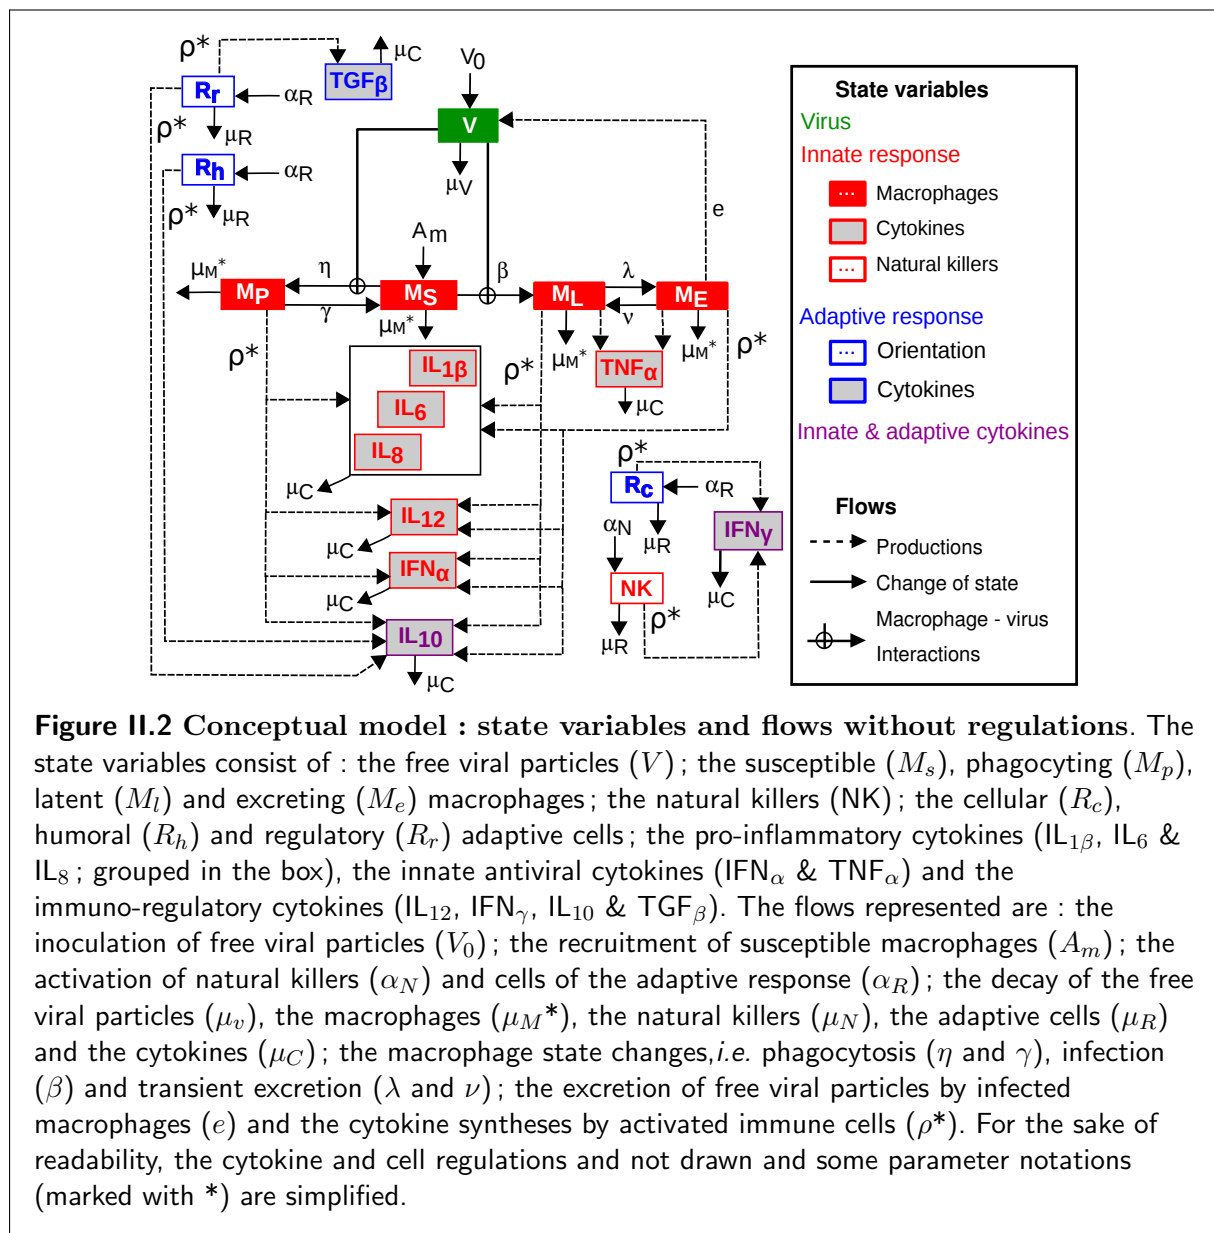 ρ*
μC
V0
TGFβ
Rr
αR
ρ*
μR
V
Rh
αR
μV
ρ*
μR
e
Am
μM*
η
β
λ
MP
MS
ML
ME
γ
ν
μM*
μM*
μM*
ρ*
ρ*
ρ*
IL1β
TNFα
IL6
μC
IL8
μC
ρ*
Rc
αR
IL12
αN
IFNγ
μC
μR
IFNα
NK
μC
μC
ρ*
IL10
μR
μC
State variables
Virus
Innate response
... Macrophages
Cytokines
... Natural killers
Adaptive response
... Orientation
Cytokines
Innate & adaptive cytokines
Flows
Productions
Change of state
Macrophage - virus
Interactions
Figure II.2 Conceptual model : state variables and flows without regulations. The
state variables consist of : the free viral particles (V) ; the susceptible (Ms), phagocyting (Mp),
latent (Ml) and excreting (Me) macrophages ; the natural killers (NK) ; the cellular (Rc),
humoral (Rh) and regulatory (Rr) adaptive cells ; the pro-inflammatory cytokines (IL1β, IL6 &
IL8 ; grouped in the box), the innate antiviral cytokines (IFNα & TNFα) and the
immuno-regulatory cytokines (IL12, IFNγ, IL10 & TGFβ). The flows represented are : the
inoculation of free viral particles (V0) ; the recruitment of susceptible macrophages (Am) ; the
activation of natural killers (αN) and cells of the adaptive response (αR) ; the decay of the free
viral particles (μv), the macrophages (μM*), the natural killers (μN), the adaptive cells (μR)
and the cytokines (μC) ; the macrophage state changes,i.e. phagocytosis (η and γ), infection
(β) and transient excretion (λ and ν) ; the excretion of free viral particles by infected
macrophages (e) and the cytokine syntheses by activated immune cells (ρ*). For the sake of
readability, the cytokine and cell regulations and not drawn and some parameter notations
(marked with *) are simplified.